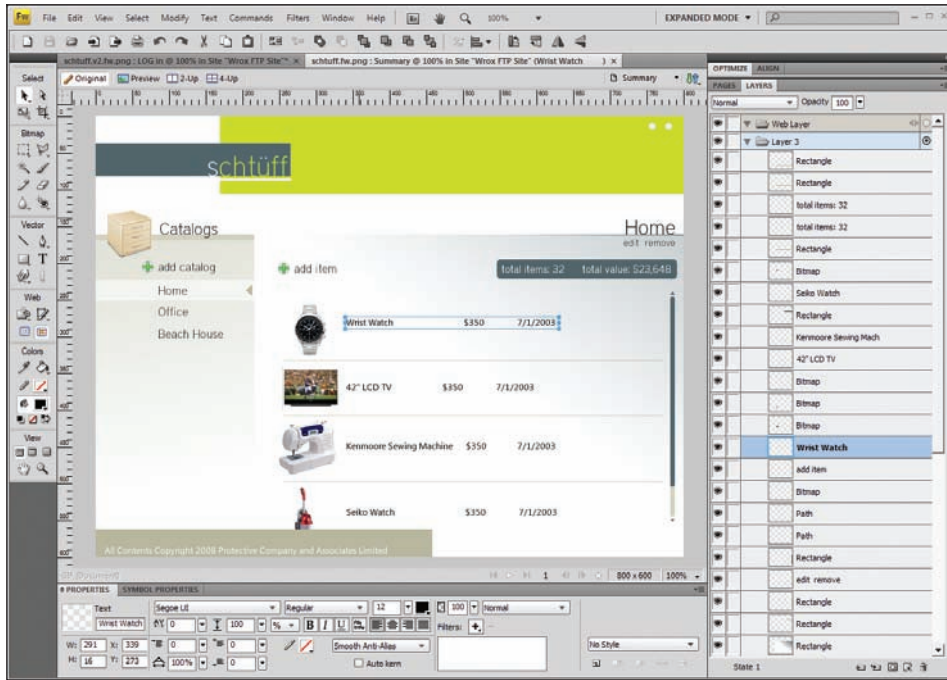 Fw File Edit View Select Modify Text Commands Filters Window Help Br 100% EXPANDED MODE
schtuff.v2.fw.png : LOG in @ 100% in Site "Wrox FTP Site"* × schtuff.fw.png : Summary @ 100% in Site "Wrox FTP Site" (Wrist Watch ) ×
Original Preview 2-Up 4-Up Summary
Select
Bitmap
Vector
Web
Colors
View
schtüff
Catalogs
add catalog
Home
Office
Beach House
Home
edit remove
add item
total items: 32 total value: $23,648
Wrist Watch $350 7/1/2003
42" LCD TV $350 7/1/2003
Kenmoore Sewing Machine $350 7/1/2003
Seiko Watch $350 7/1/2003
All Contents Copyright 2009 Protective Company and Associates Limited
1 800 x 600 100%
PROPERTIES SYMBOL PROPERTIES
Text
Wrist Watch
Segoe UI Regular 12 100 Normal
0 100 % B I U Filters:
W: 291 X: 339 0 0 Smooth Anti-Alias No Style
H: 16 Y: 273 100% 0 Auto kern
OPTIMIZE ALIGN
PAGES LAYERS
Normal Opacity 100
Web Layer
Layer 3
Rectangle
Rectangle
total items: 32
total items: 32
Rectangle
Bitmap
Seiko Watch
Rectangle
Kenmoore Sewing Mach
42" LCD TV
Bitmap
Bitmap
Bitmap
Wrist Watch
add item
Bitmap
Path
Path
Rectangle
edit remove
Rectangle
Rectangle
Rectangle
State 1